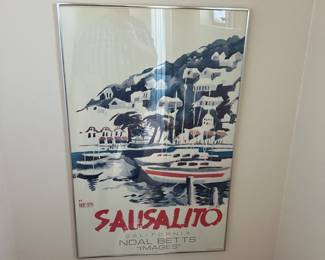 SAUSALITO
CALIFORNIA
NOAL BETTS
"IMAGES"